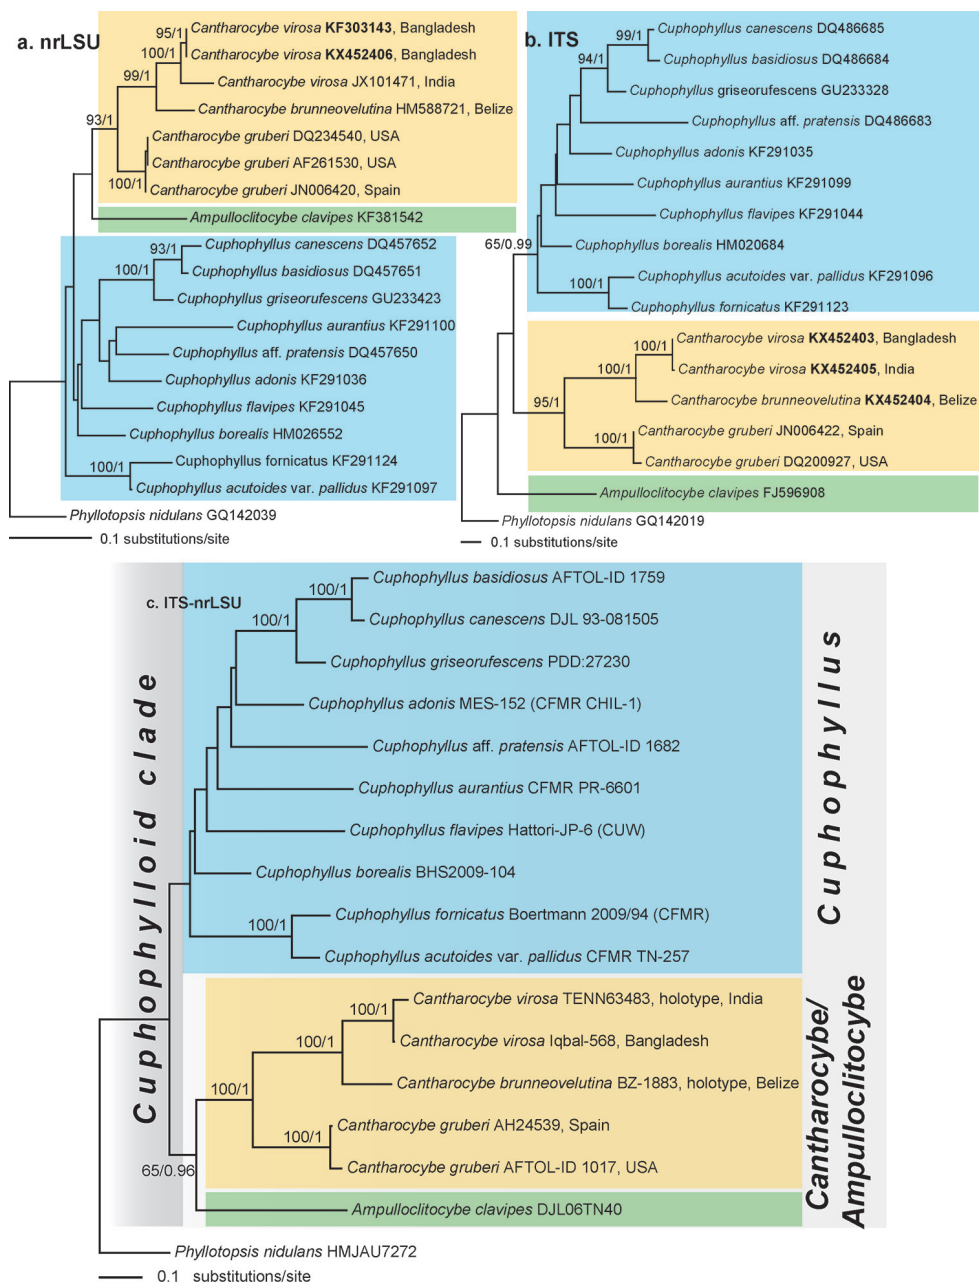 a. nrLSU
95/1
Cantharocybe virosa KF303143, Bangladesh
100/1
Cantharocybe virosa KX452406, Bangladesh
99/1
Cantharocybe virosa JX101471, India
Cantharocybe brunneovelutina HM588721, Belize
93/1
Cantharocybe gruberi DQ234540, USA
Cantharocybe gruberi AF261530, USA
100/1
Cantharocybe gruberi JN006420, Spain
Ampulloclitocybe clavipes KF381542
93/1
Cuphophyllus canescens DQ457652
100/1
Cuphophyllus basidiosus DQ457651
Cuphophyllus griseorufescens GU233423
Cuphophyllus aurantius KF291100
Cuphophyllus aff. pratensis DQ457650
Cuphophyllus adonis KF291036
Cuphophyllus flavipes KF291045
Cuphophyllus borealis HM026552
100/1
Cuphophyllus fornicatus KF291124
Cuphophyllus acutoides var. pallidus KF291097
Phyllotopsis nidulans GQ142039
0.1 substitutions/site
b. ITS
99/1
Cuphophyllus canescens DQ486685
94/1
Cuphophyllus basidiosus DQ486684
Cuphophyllus griseorufescens GU233328
Cuphophyllus aff. pratensis DQ486683
Cuphophyllus adonis KF291035
Cuphophyllus aurantius KF291099
Cuphophyllus flavipes KF291044
65/0.99
Cuphophyllus borealis HM020684
100/1
Cuphophyllus acutoides var. pallidus KF291096
Cuphophyllus fornicatus KF291123
100/1
Cantharocybe virosa KX452403, Bangladesh
100/1
Cantharocybe virosa KX452405, India
95/1
Cantharocybe brunneovelutina KX452404, Belize
100/1
Cantharocybe gruberi JN006422, Spain
Cantharocybe gruberi DQ200927, USA
Ampulloclitocybe clavipes FJ596908
Phyllotopsis nidulans GQ142019
0.1 substitutions/site
c. ITS-nrLSU
100/1
Cuphophyllus basidiosus AFTOL-ID 1759
100/1
Cuphophyllus canescens DJL 93-081505
Cuphophyllus griseorufescens PDD:27230
Cuphophyllus adonis MES-152 (CFMR CHIL-1)
Cuphophyllus aff. pratensis AFTOL-ID 1682
Cuphophyllus aurantius CFMR PR-6601
Cuphophyllus flavipes Hattori-JP-6 (CUW)
Cuphophyllus borealis BHS2009-104
100/1
Cuphophyllus fornicatus Boertmann 2009/94 (CFMR)
Cuphophyllus acutoides var. pallidus CFMR TN-257
100/1
Cantharocybe virosa TENN63483, holotype, India
100/1
Cantharocybe virosa Iqbal-568, Bangladesh
100/1
Cantharocybe brunneovelutina BZ-1883, holotype, Belize
100/1
Cantharocybe gruberi AH24539, Spain
Cantharocybe gruberi AFTOL-ID 1017, USA
65/0.96
Ampulloclitocybe clavipes DJL06TN40
Phyllotopsis nidulans HMJAU7272
0.1 substitutions/site
Cuphophylloid clade
Cuphophyllus
Cantharocybe/
Ampulloclitocybe